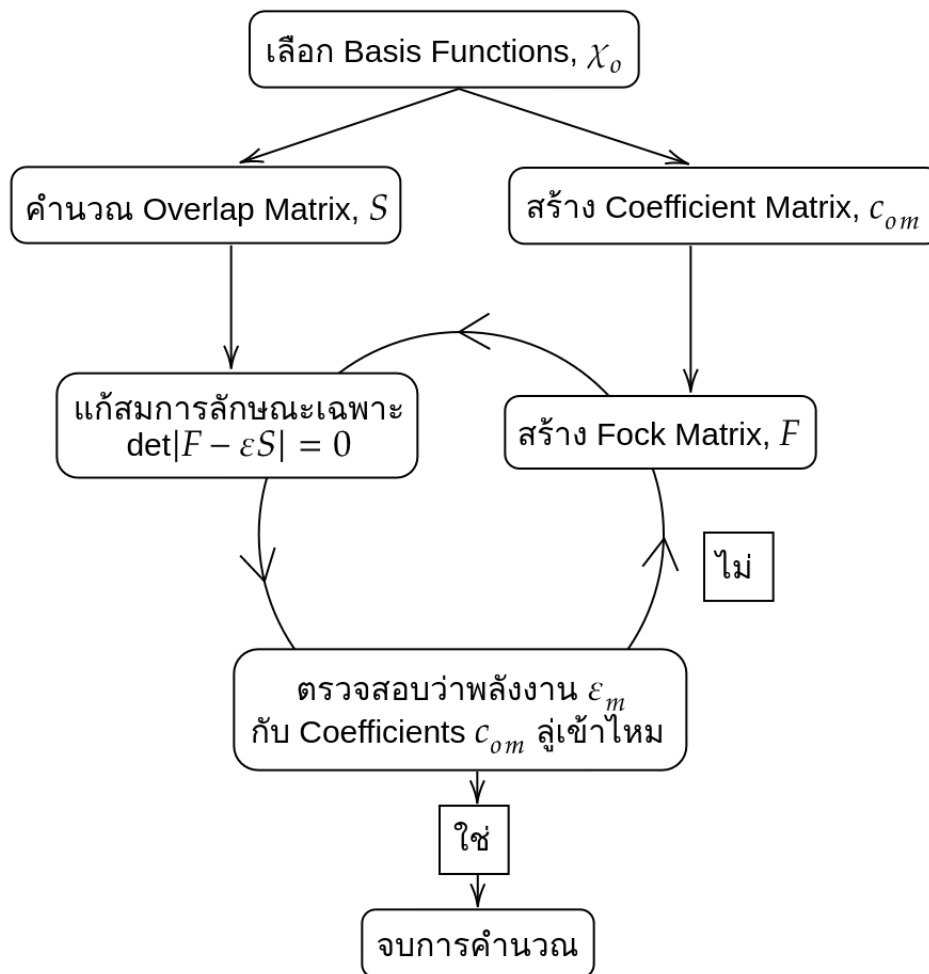 เลือก Basis Functions, χ_o
คำนวณ Overlap Matrix, S
สร้าง Coefficient Matrix, c_om
แก้สมการลักษณะเฉพาะ
det|F − εS| = 0
สร้าง Fock Matrix, F
ไม่
ตรวจสอบว่าพลังงาน ε_m
กับ Coefficients c_om ลู่เข้าไหม
ใช่
จบการคำนวณ